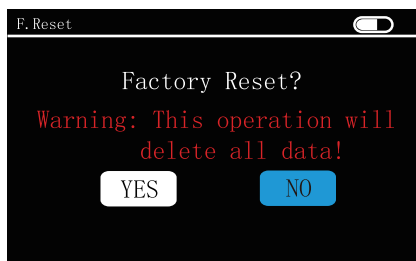 F.Reset
Factory Reset?
Warning: This operation will
delete all data!
YES NO